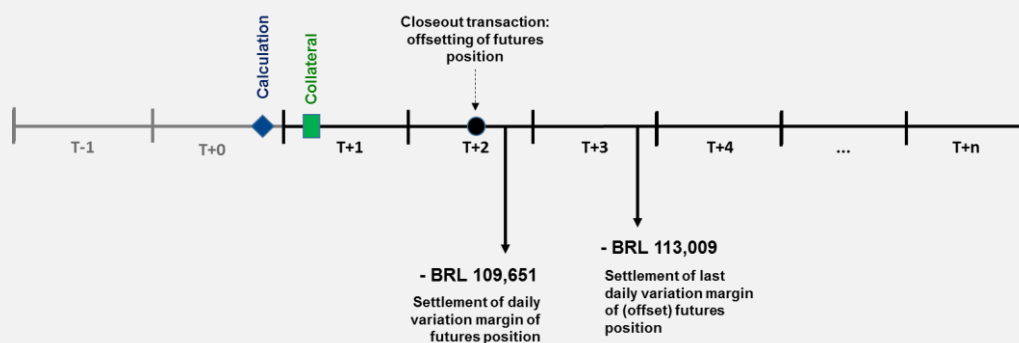 Closeout transaction:
offsetting of futures
position
Calculation
Collateral
T-1
T+0
T+1
T+2
T+3
T+4
...
T+n
- BRL 109,651
Settlement of daily
variation margin of
futures position
- BRL 113,009
Settlement of last
daily variation margin
of (offset) futures
position